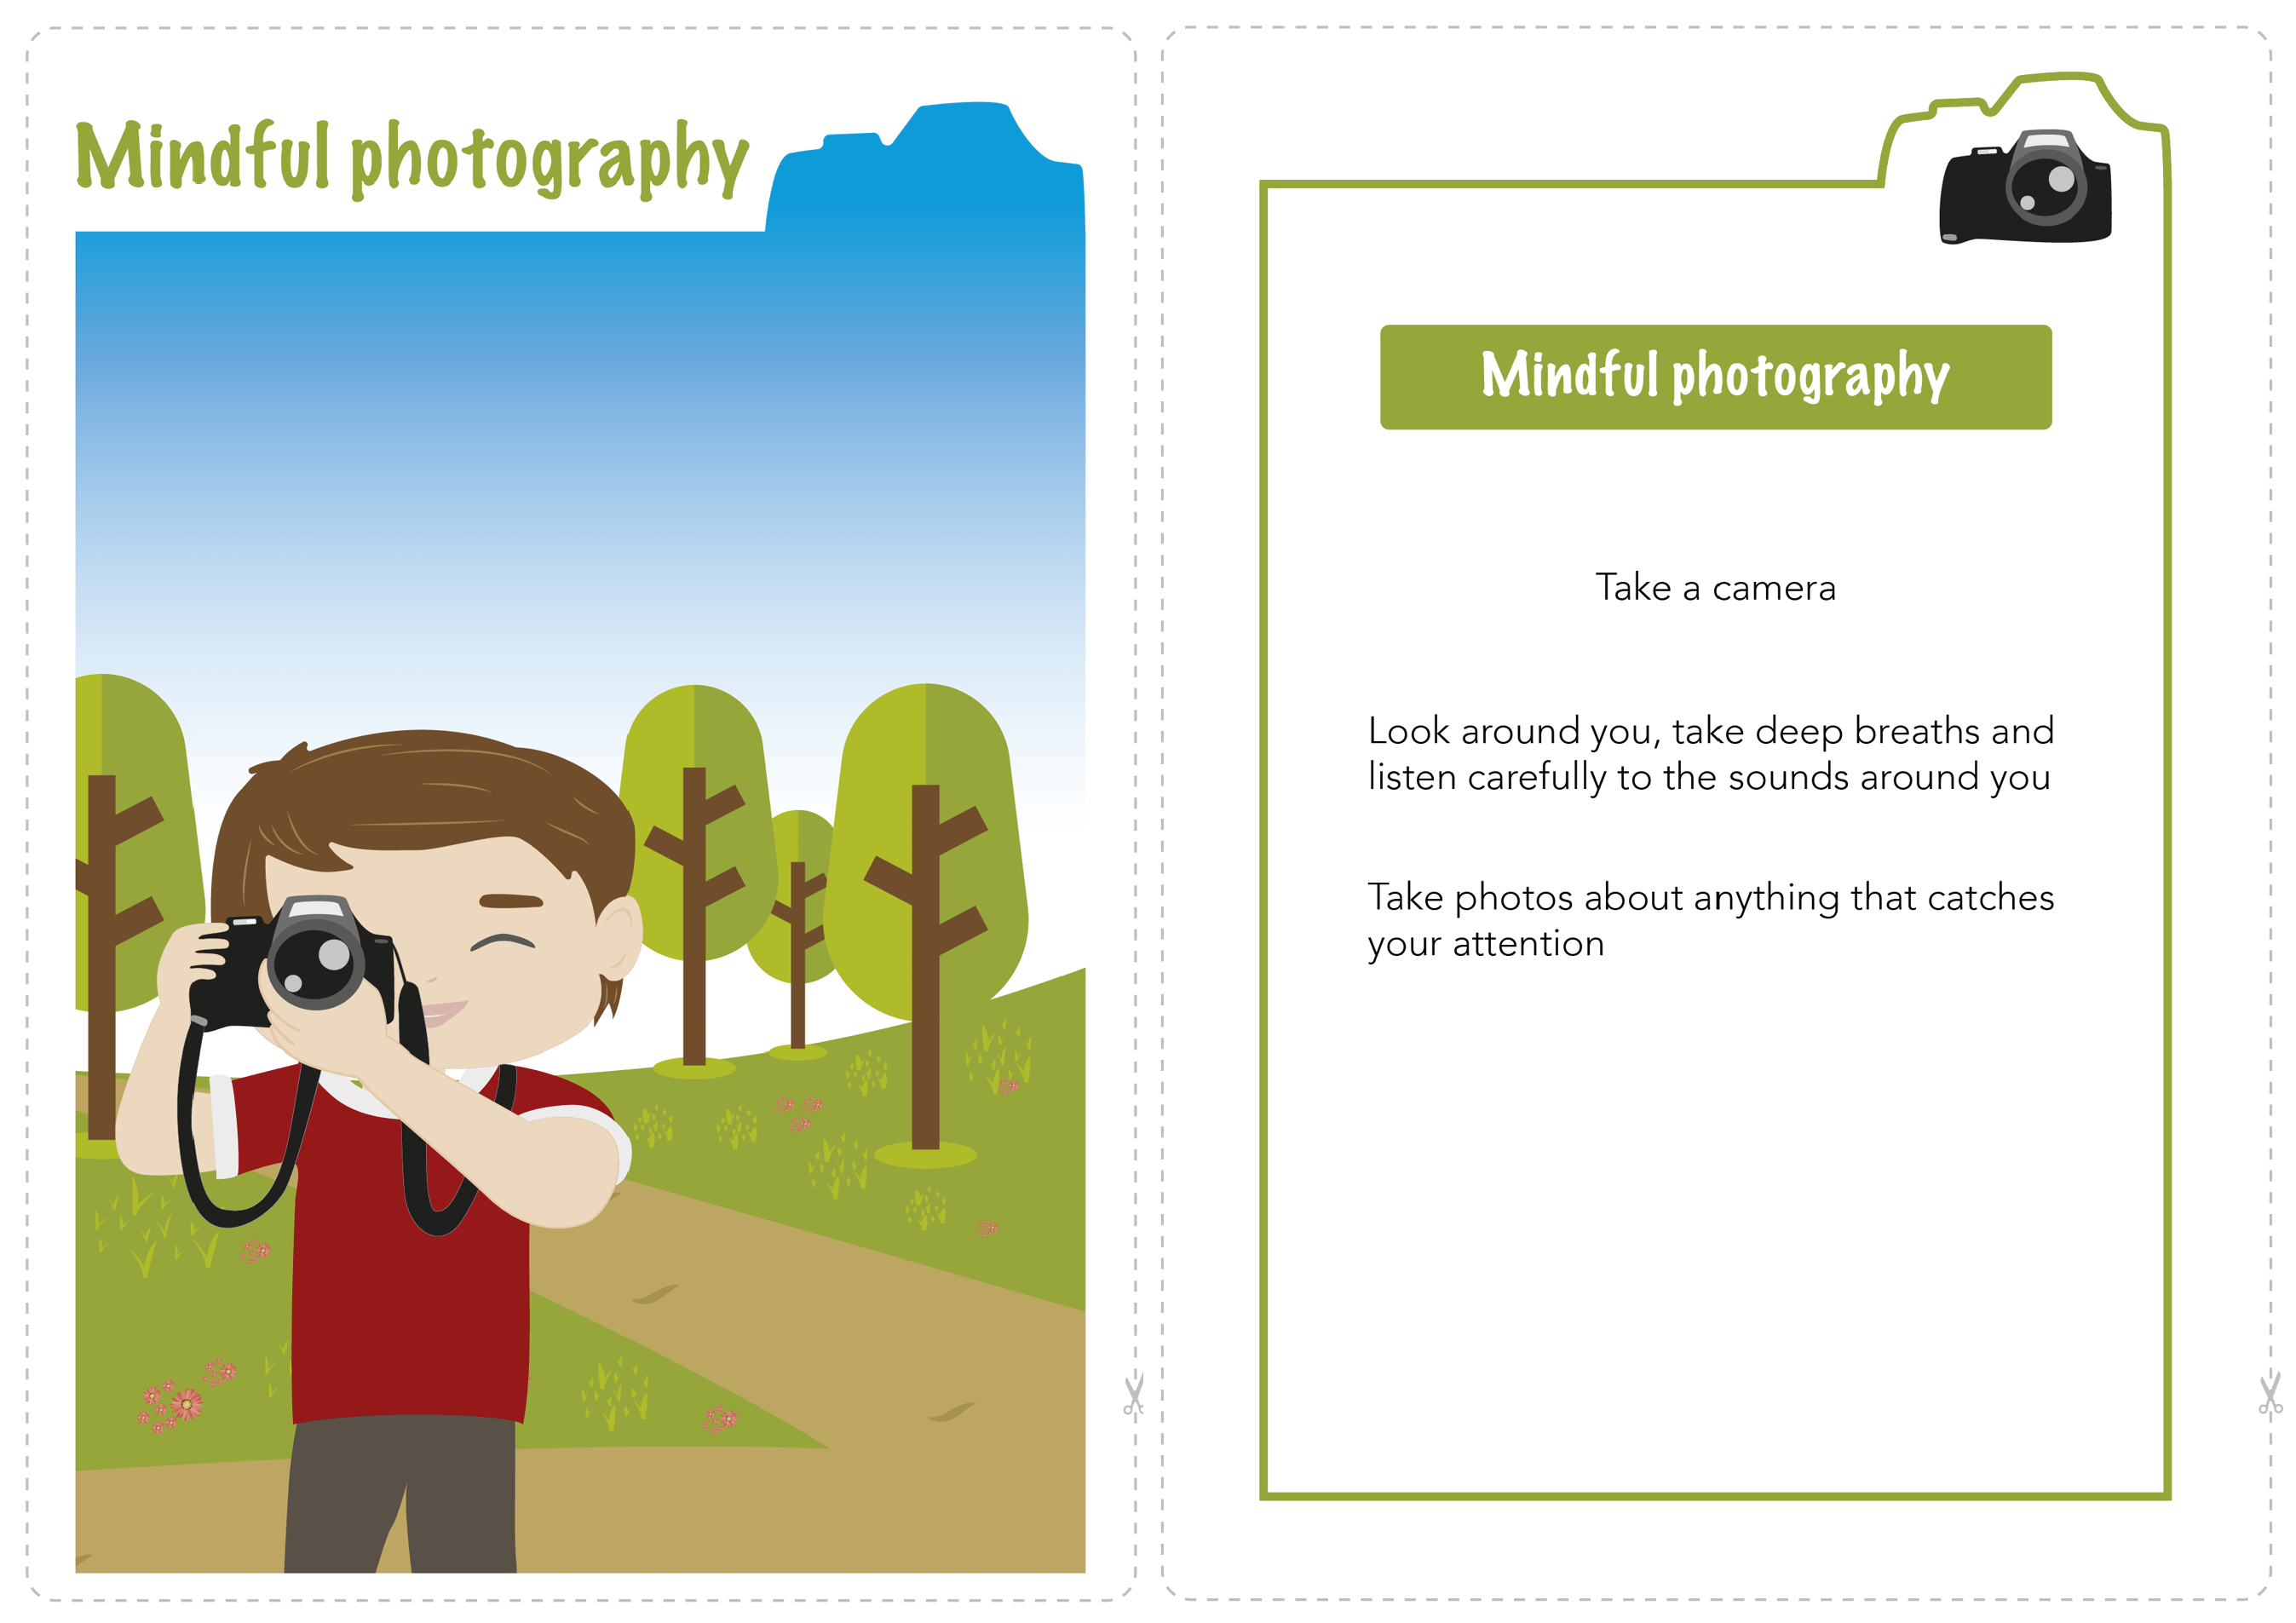 Mindful photography
Mindful photography
Take a camera
Look around you, take deep breaths and
listen carefully to the sounds around you
Take photos about anything that catches
your attention